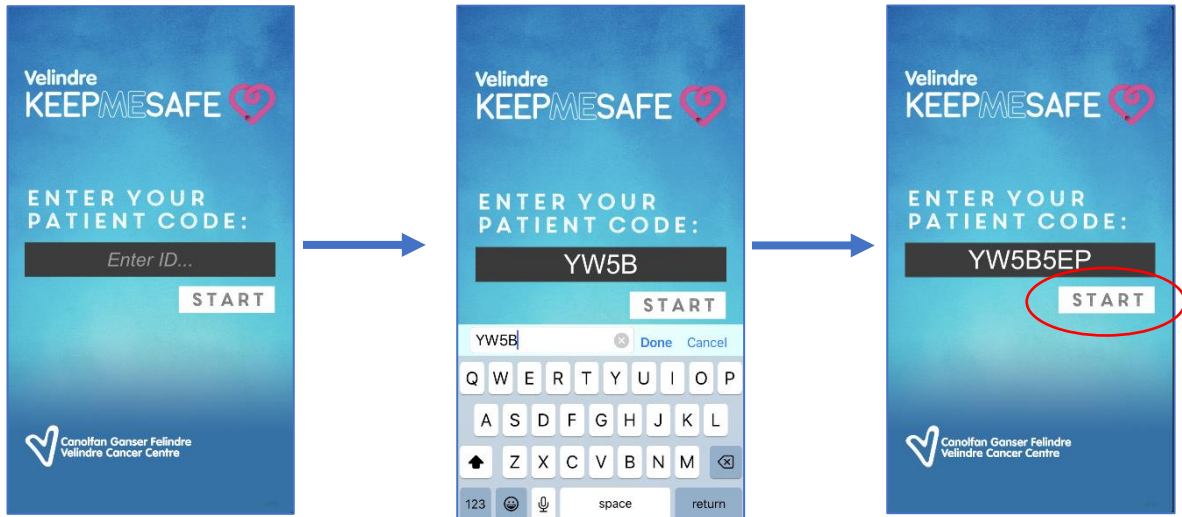 Velindre
KEEPMESAFE
ENTER YOUR
PATIENT CODE:
Enter ID...
START
Canolfan Ganser Felindre
Velindre Cancer Centre
Velindre
KEEPMESAFE
ENTER YOUR
PATIENT CODE:
YW5B
START
YW5B Done Cancel
Q W E R T Y U I O P
A S D F G H J K L
Z X C V B N M
123 space return
Velindre
KEEPMESAFE
ENTER YOUR
PATIENT CODE:
YW5B5EP
START
Canolfan Ganser Felindre
Velindre Cancer Centre